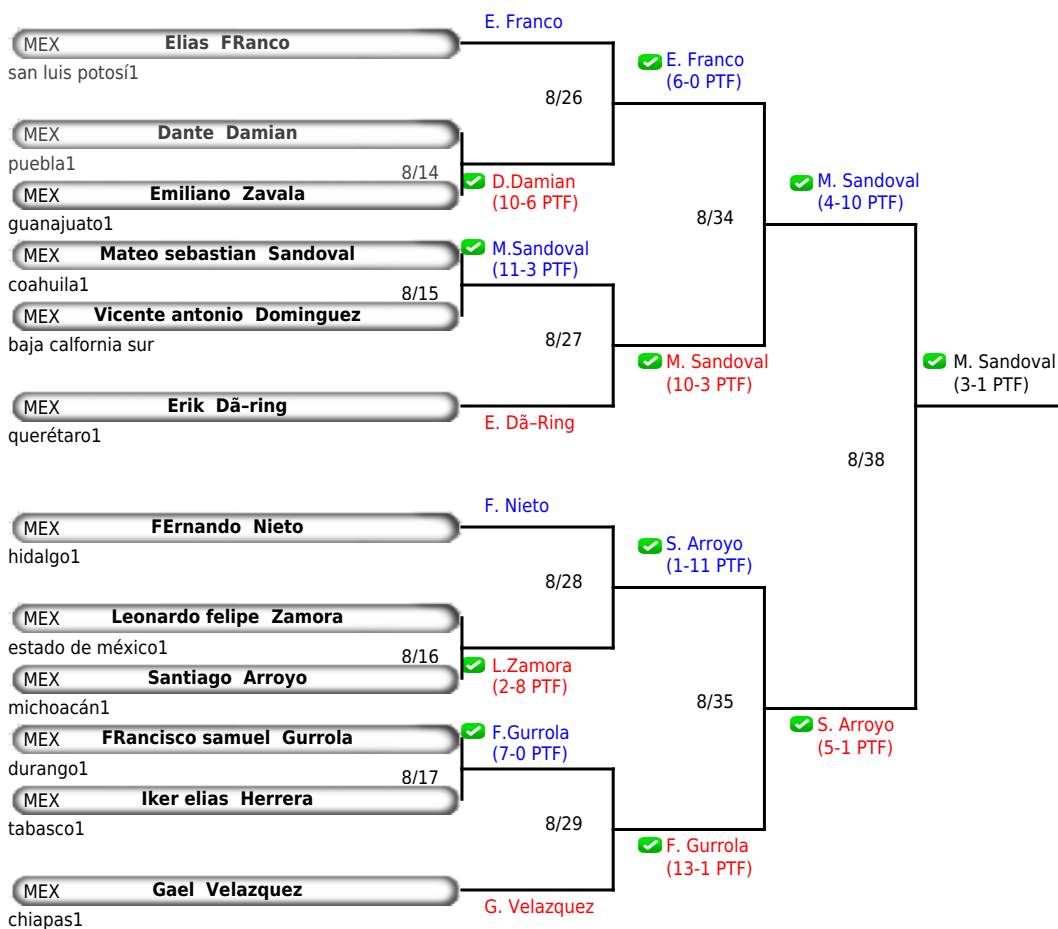 E. Franco
MEX Elias FRanco
san luis potosí1
E. Franco
(6-0 PTF)
8/26
MEX Dante Damian
puebla1
8/14
D.Damian
(10-6 PTF)
MEX Emiliano Zavala
guanajuato1
M. Sandoval
(4-10 PTF)
8/34
MEX Mateo sebastian Sandoval
coahuila1
M.Sandoval
(11-3 PTF)
8/15
MEX Vicente antonio Dominguez
baja calfornia sur
8/27
M. Sandoval
(10-3 PTF)
M. Sandoval
(3-1 PTF)
MEX Erik Dã–ring
querétaro1
E. Dã–Ring
8/38
F. Nieto
MEX FErnando Nieto
hidalgo1
S. Arroyo
(1-11 PTF)
8/28
MEX Leonardo felipe Zamora
estado de méxico1
8/16
L.Zamora
(2-8 PTF)
MEX Santiago Arroyo
michoacán1
8/35
S. Arroyo
(5-1 PTF)
MEX FRancisco samuel Gurrola
durango1
F.Gurrola
(7-0 PTF)
8/17
MEX Iker elias Herrera
tabasco1
8/29
F. Gurrola
(13-1 PTF)
MEX Gael Velazquez
chiapas1
G. Velazquez